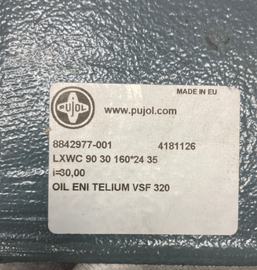 MADE IN EU
PUJOL
www.pujol.com
8842977-001 4181126
LXWC 90 30 160*24 35
i=30,00
OIL ENI TELIUM VSF 320